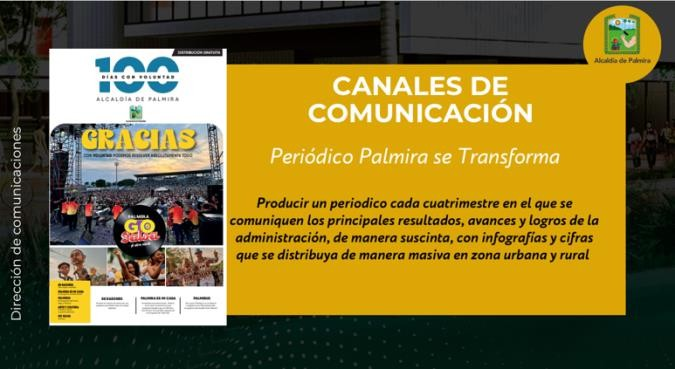 Alcaldía de Palmira
Dirección de comunicaciones
DISTRIBUCIÓN GRATUITA
100
DÍAS CON VOLUNTAD
ALCALDÍA DE PALMIRA
GRACIAS
CON VOLUNTAD PODEMOS RESOLVER ABSOLUTAMENTE TODO
PALMIRA
GO
CANALES DE
COMUNICACIÓN
Periódico Palmira se Transforma
Producir un periodico cada cuatrimestre en el que se
comuniquen los principales resultados, avances y logros de la
administración, de manera suscinta, con infografías y cifras
que se distribuya de manera masiva en zona urbana y rural